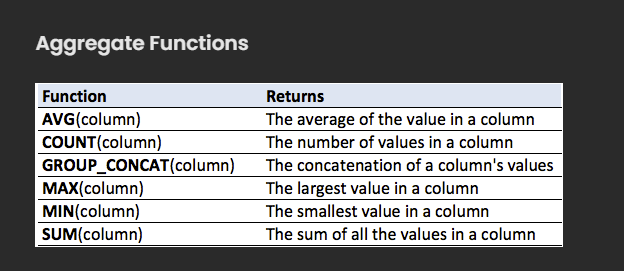 Aggregate Functions
Function Returns
AVG(column) The average of the value in a column
COUNT(column) The number of values in a column
GROUP_CONCAT(column) The concatenation of a column's values
MAX(column) The largest value in a column
MIN(column) The smallest value in a column
SUM(column) The sum of all the values in a column